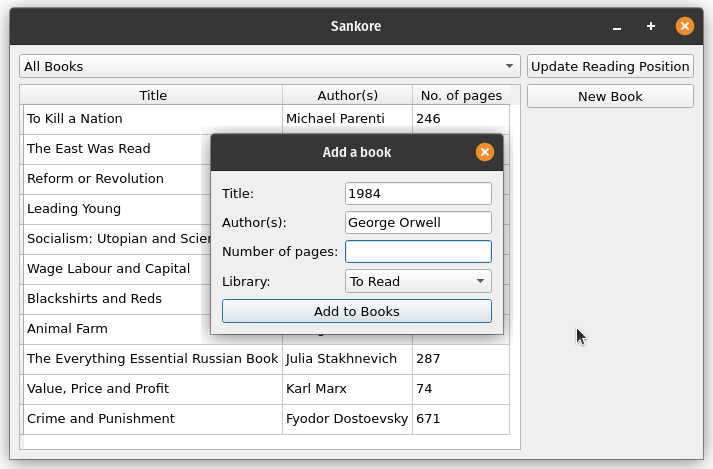 Sankore
All Books
Update Reading Position
New Book
Title Author(s) No. of pages
To Kill a Nation Michael Parenti 246
The East Was Read
Reform or Revolution
Leading Young
Socialism: Utopian and
Wage Labour and Capital
Blackshirts and Reds
Animal Farm
The Everything Essential Russian Book Julia Stakhnevich 287
Value, Price and Profit Karl Marx 74
Crime and Punishment Fyodor Dostoevsky 671
Add a book
Title: 1984
Author(s): George Orwell
Number of pages:
Library: To Read
Add to Books